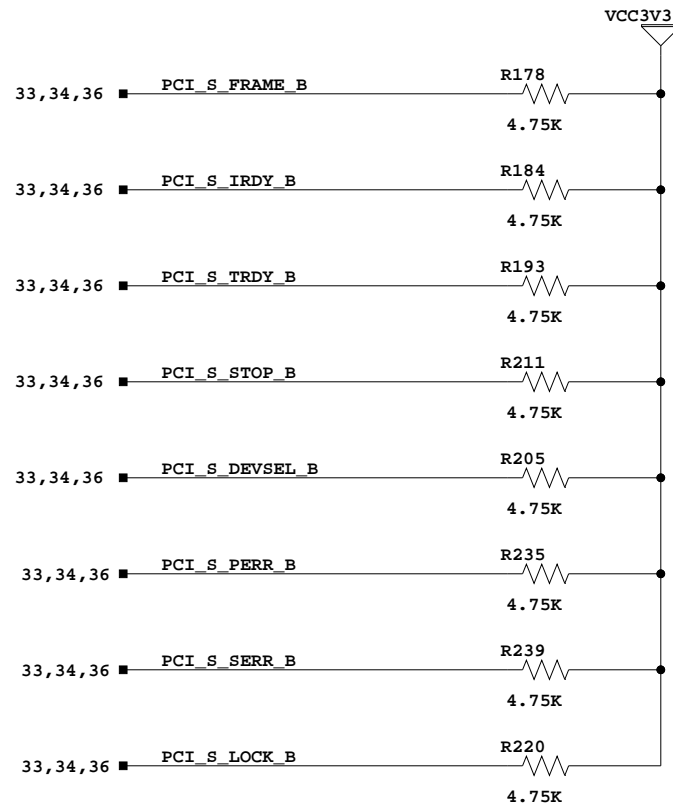 VCC3V3
33,34,36 PCI_S_FRAME_B R178
4.75K
33,34,36 PCI_S_IRDY_B R184
4.75K
33,34,36 PCI_S_TRDY_B R193
4.75K
33,34,36 PCI_S_STOP_B R211
4.75K
33,34,36 PCI_S_DEVSEL_B R205
4.75K
33,34,36 PCI_S_PERR_B R235
4.75K
33,34,36 PCI_S_SERR_B R239
4.75K
33,34,36 PCI_S_LOCK_B R220
4.75K